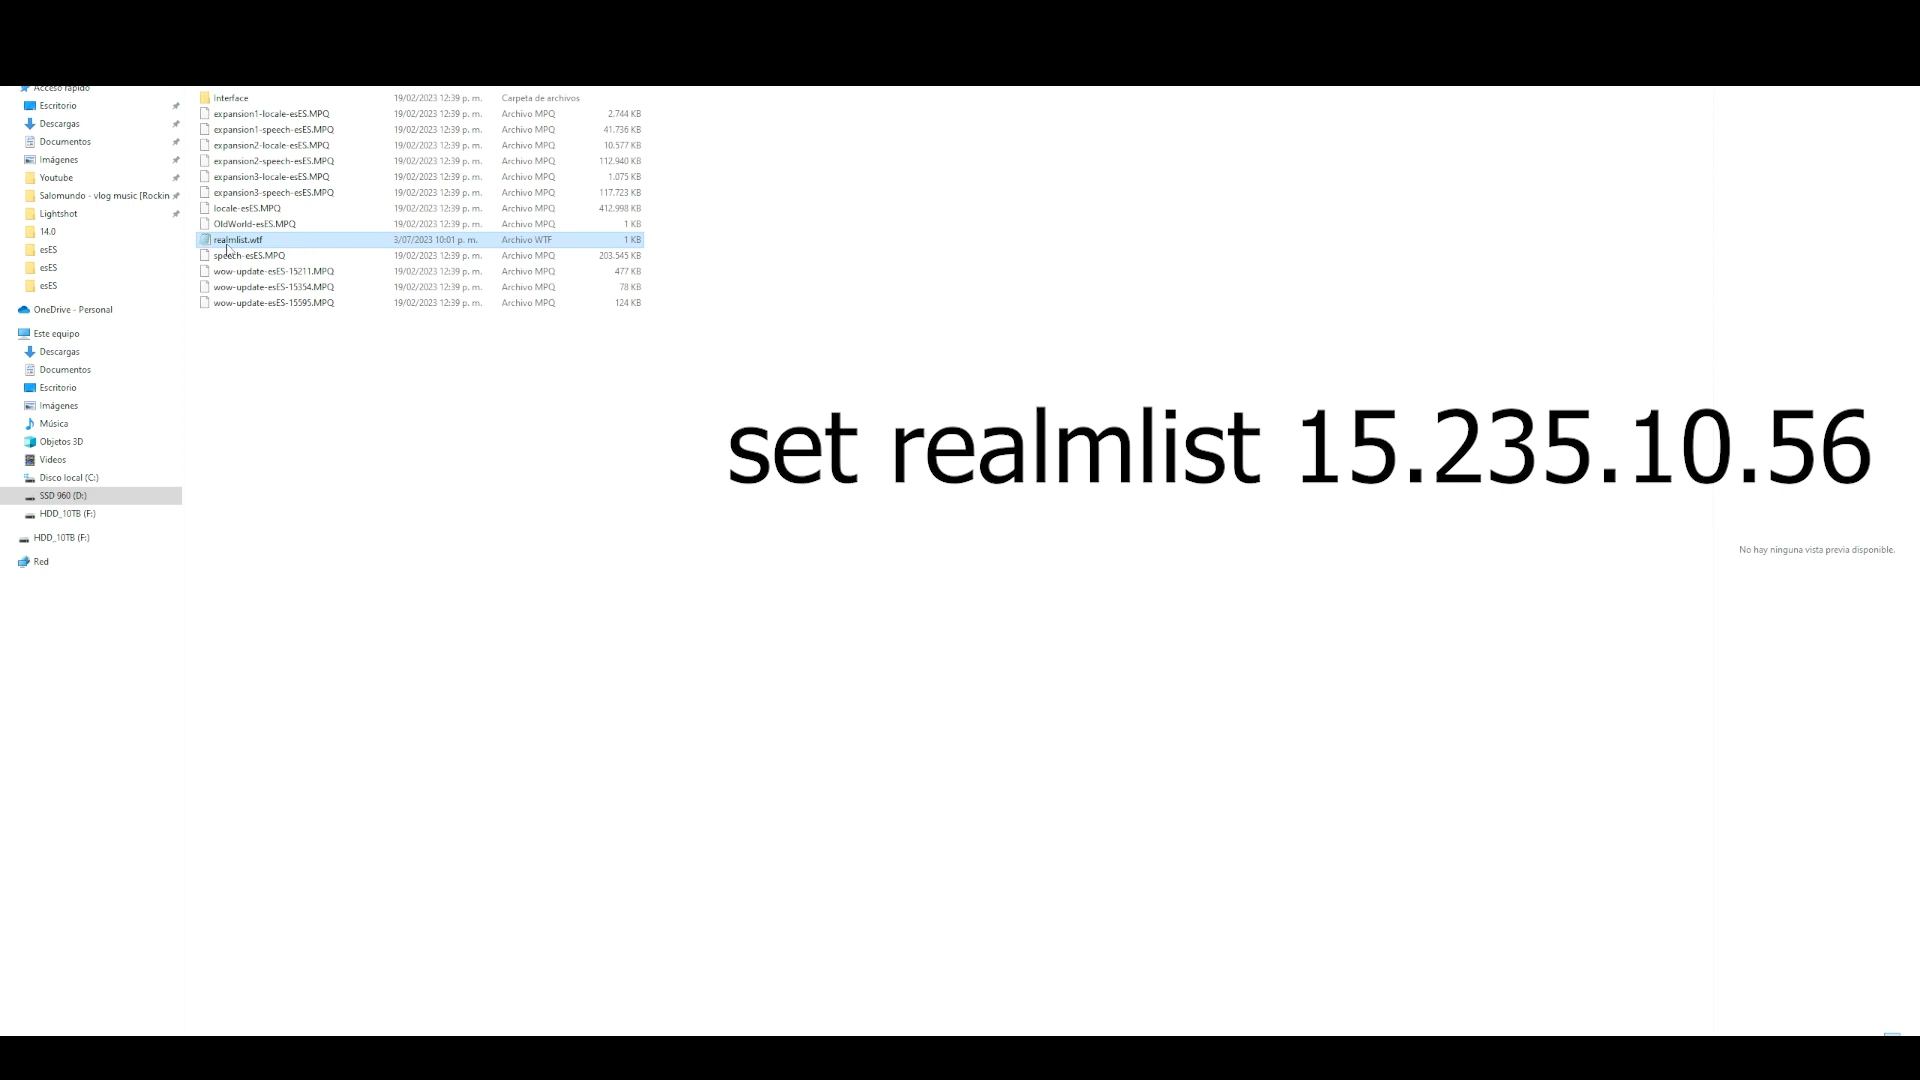 Acceso rápido
Escritorio
Descargas
Documentos
Imágenes
Youtube
Salomundo - vlog music [Rockin
Lightshot
14.0
esES
esES
esES
OneDrive - Personal
Este equipo
Descargas
Documentos
Escritorio
Imágenes
Música
Objetos 3D
Videos
Disco local (C:)
SSD 960 (D:)
HDD_10TB (F:)
HDD_10TB (F:)
Red
Interface 19/02/2023 12:39 p. m. Carpeta de archivos
expansion1-locale-esES.MPQ 19/02/2023 12:39 p. m. Archivo MPQ 2.744 KB
expansion1-speech-esES.MPQ 19/02/2023 12:39 p. m. Archivo MPQ 41.736 KB
expansion2-locale-esES.MPQ 19/02/2023 12:39 p. m. Archivo MPQ 10.577 KB
expansion2-speech-esES.MPQ 19/02/2023 12:39 p. m. Archivo MPQ 112.940 KB
expansion3-locale-esES.MPQ 19/02/2023 12:39 p. m. Archivo MPQ 1.075 KB
expansion3-speech-esES.MPQ 19/02/2023 12:39 p. m. Archivo MPQ 117.723 KB
locale-esES.MPQ 19/02/2023 12:39 p. m. Archivo MPQ 412.998 KB
OldWorld-esES.MPQ 19/02/2023 12:39 p. m. Archivo MPQ 1 KB
realmlist.wtf 3/07/2023 10:01 p. m. Archivo WTF 1 KB
speech-esES.MPQ 19/02/2023 12:39 p. m. Archivo MPQ 203.545 KB
wow-update-esES-15211.MPQ 19/02/2023 12:39 p. m. Archivo MPQ 477 KB
wow-update-esES-15354.MPQ 19/02/2023 12:39 p. m. Archivo MPQ 78 KB
wow-update-esES-15595.MPQ 19/02/2023 12:39 p. m. Archivo MPQ 124 KB
set realmlist 15.235.10.56
No hay ninguna vista previa disponible.